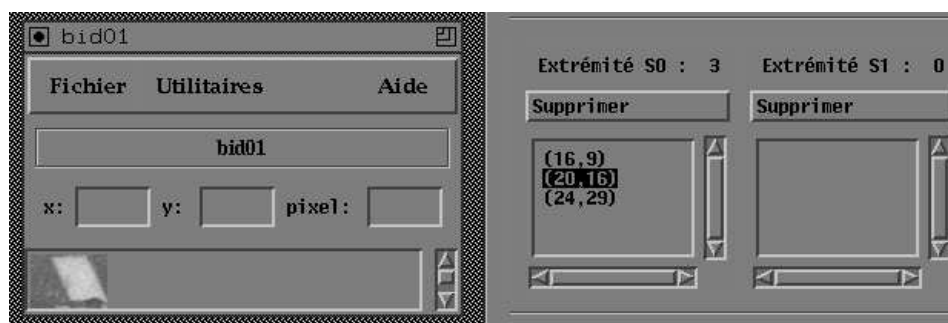 bid01
Fichier Utilitaires Aide
bid01
x: y: pixel:
Extrémité S0 : 3 Extrémité S1 : 0
Supprimer Supprimer
(16,9)
(20,16)
(24,29)